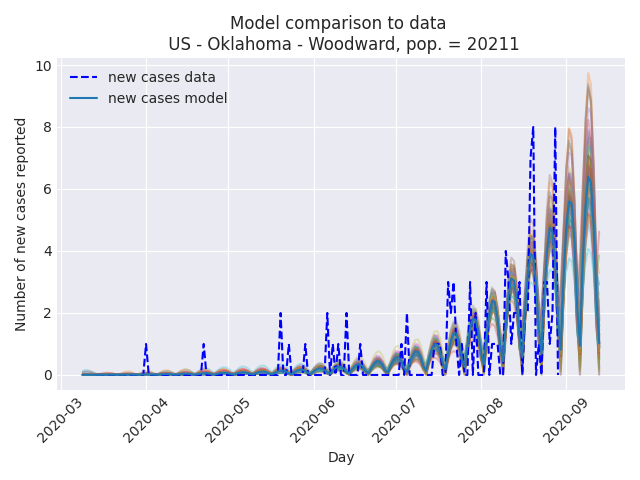 Model comparison to data
US - Oklahoma - Woodward, pop. = 20211
new cases data
new cases model
Number of new cases reported
10
8
6
4
2
0
2020-03
2020-04
2020-05
2020-06
2020-07
2020-08
2020-09
Day